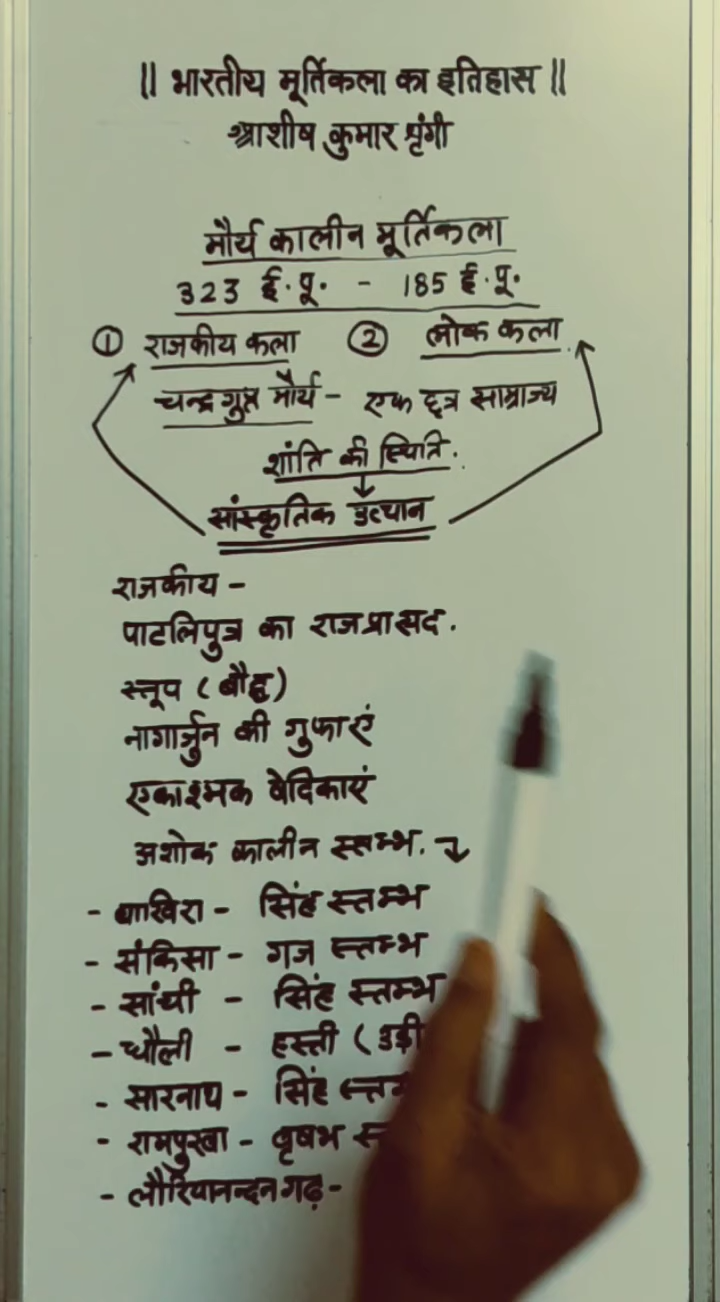 || भारतीय मूर्तिकला का इतिहास ||
आशीष कुमार शृंगी
मौर्य कालीन मूर्तिकला
323 ई.पू. - 185 ई.पू.
① राजकीय कला ② लोक कला
चन्द्रगुप्त मौर्य - एक छत्र साम्राज्य
शांति की स्थिति.
↓
सांस्कृतिक उत्थान
राजकीय -
पाटलिपुत्र का राजप्रासद.
स्तूप (बौद्ध)
नागार्जुन की गुफाएं
एकाश्मक वेदिकाएं
अशोक कालीन स्तम्भ.
- बाखिरा - सिंह स्तम्भ
- संकिसा - गज स्तम्भ
- सांची - सिंह स्तम्भ
- धौली - हस्ती (उड़ी
- सारनाथ - सिंह स्त
- रामपुरवा - वृषभ स्
- लौरियानन्दनगढ़ -